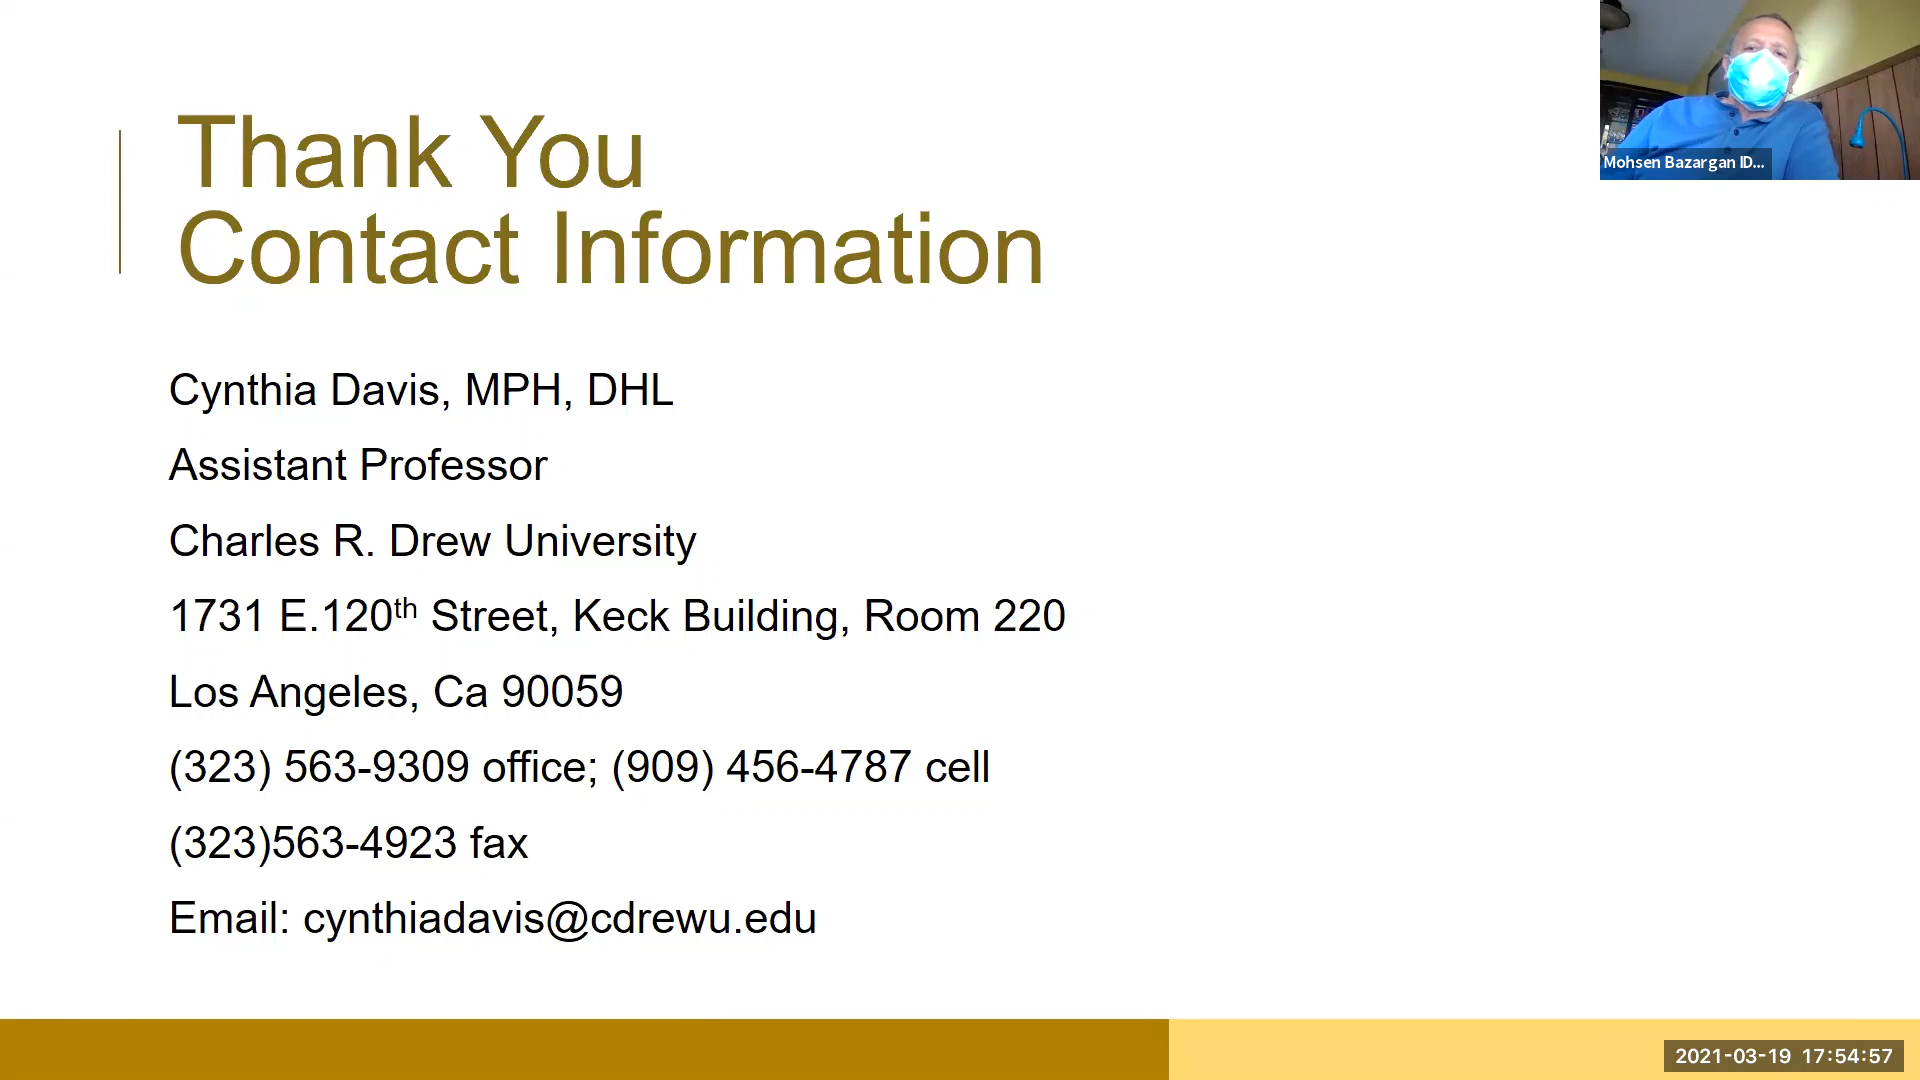 Thank You
Contact Information
Cynthia Davis, MPH, DHL
Assistant Professor
Charles R. Drew University
1731 E.120th Street, Keck Building, Room 220
Los Angeles, Ca 90059
(323) 563-9309 office; (909) 456-4787 cell
(323)563-4923 fax
Email: cynthiadavis@cdrewu.edu
Mohsen Bazargan ID...
2021-03-19 17:54:57